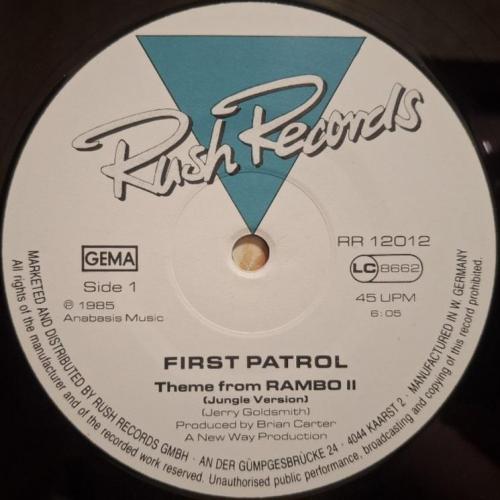 Rush Records
GEMA
Side 1
℗ 1985
Anabasis Music
RR 12012
LC 8662
45 UPM
6:05
FIRST PATROL
Theme from RAMBO II
(Jungle Version)
(Jerry Goldsmith)
Produced by Brian Carter
A New Way Production
MARKETED AND DISTRIBUTED BY RUSH RECORDS GMBH · AN DER GÜMPGESBRÜCKE 24 · 4044 KAARST 2 · MANUFACTURED IN W. GERMANY
All rights of the manufacturer and of the recorded work reserved. Unauthorised public performance, broadcasting and copying of this record prohibited.